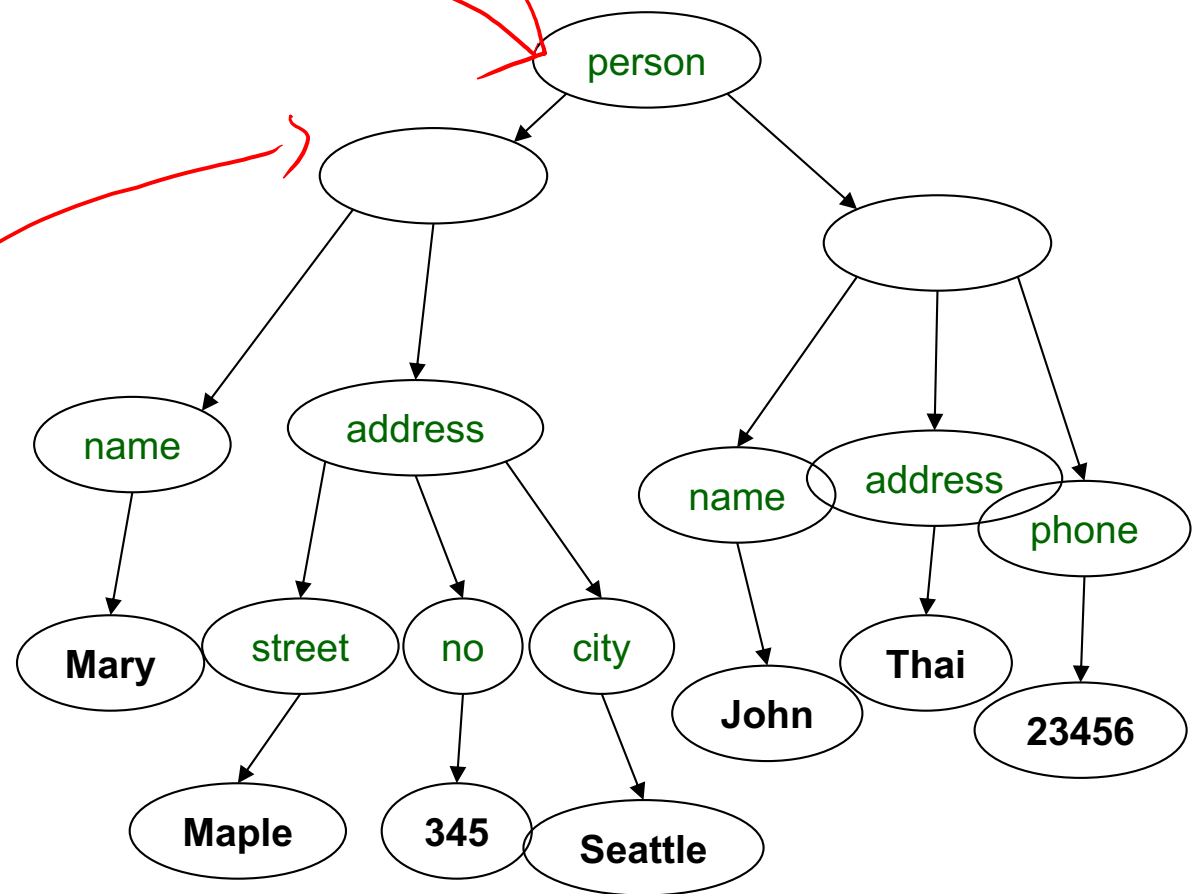 person
name
address
name
address
phone
Mary
street
no
city
John
Thai
23456
Maple
345
Seattle